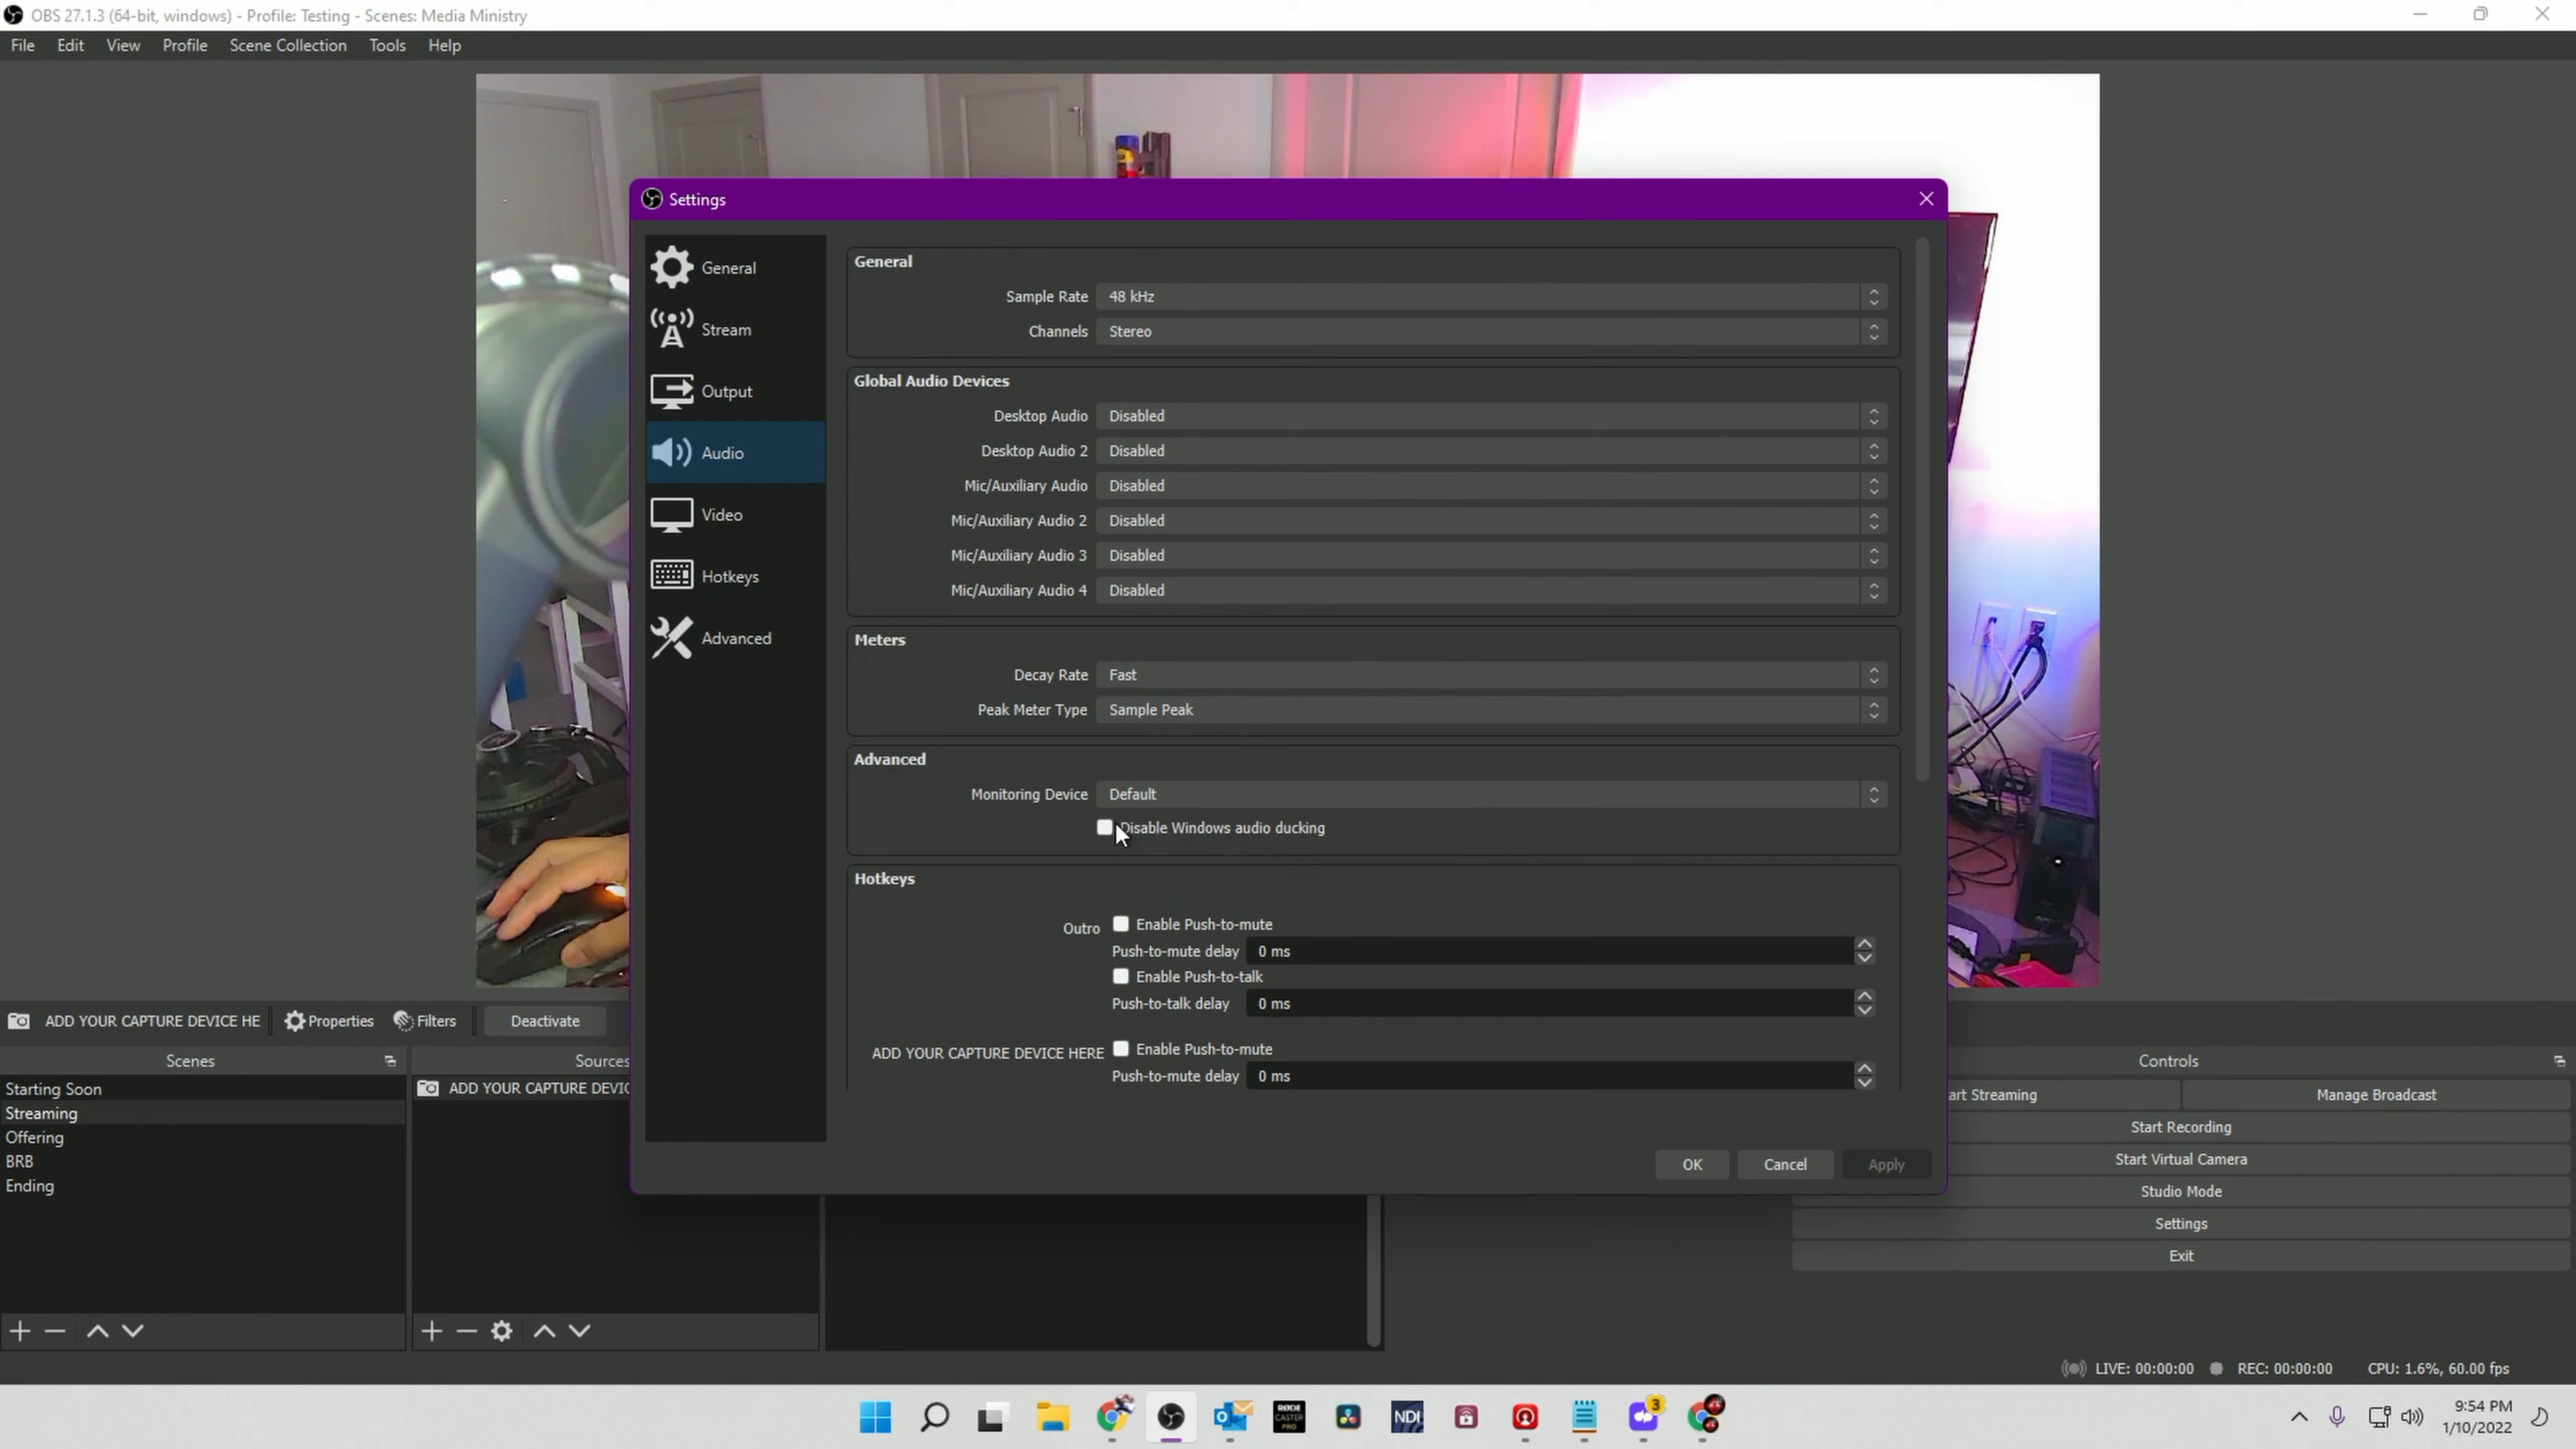 OBS 27.1.3 (64-bit, windows) - Profile: Testing - Scenes: Media Ministry
File Edit View Profile Scene Collection Tools Help
Settings
General
Stream
Output
Audio
Video
Hotkeys
Advanced
General
Sample Rate 48 kHz
Channels Stereo
Global Audio Devices
Desktop Audio Disabled
Desktop Audio 2 Disabled
Mic/Auxiliary Audio Disabled
Mic/Auxiliary Audio 2 Disabled
Mic/Auxiliary Audio 3 Disabled
Mic/Auxiliary Audio 4 Disabled
Meters
Decay Rate Fast
Peak Meter Type Sample Peak
Advanced
Monitoring Device Default
Disable Windows audio ducking
Hotkeys
Outro Enable Push-to-mute
Push-to-mute delay 0 ms
Enable Push-to-talk
Push-to-talk delay 0 ms
ADD YOUR CAPTURE DEVICE HERE Enable Push-to-mute
Push-to-mute delay 0 ms
OK Cancel Apply
ADD YOUR CAPTURE DEVICE HE Properties Filters Deactivate
Scenes
Starting Soon
Streaming
Offering
BRB
Ending
Sources
ADD YOUR CAPTURE DEVIC
Controls
art Streaming Manage Broadcast
Start Recording
Start Virtual Camera
Studio Mode
Settings
Exit
LIVE: 00:00:00 REC: 00:00:00 CPU: 1.6%, 60.00 fps
RØDE
CASTER
PRO
NDI
3
9:54 PM
1/10/2022